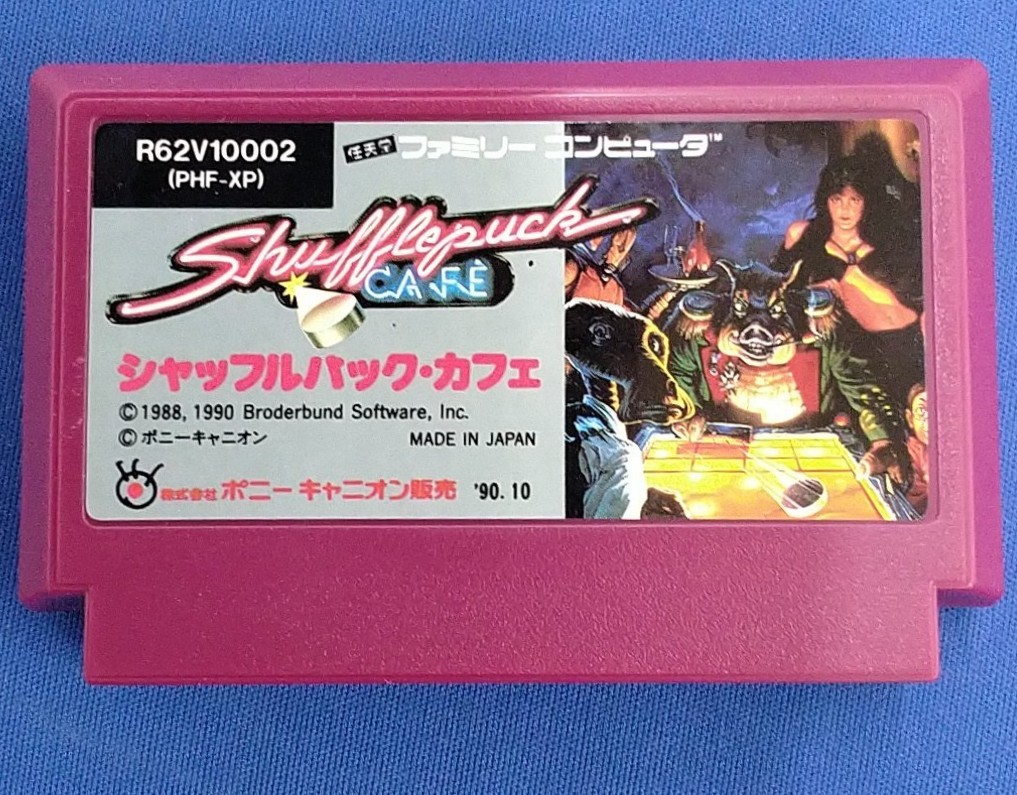 R62V10002
(PHF-XP)
任天堂 ファミリー コンピュータ™
Shufflepuck
CAFÉ
シャッフルパック・カフェ
©1988, 1990 Broderbund Software, Inc.
© ポニーキャニオン MADE IN JAPAN
株式会社 ポニーキャニオン販売 '90. 10